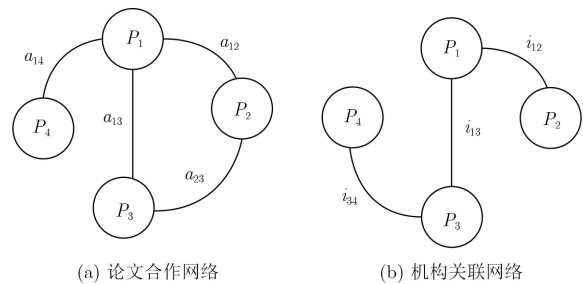 P₁
a₁₄
a₁₂
P₄
a₁₃
P₂
a₂₃
P₃
(a) 论文合作网络
P₁
i₁₂
P₄
i₁₃
P₂
i₃₄
P₃
(b) 机构关联网络